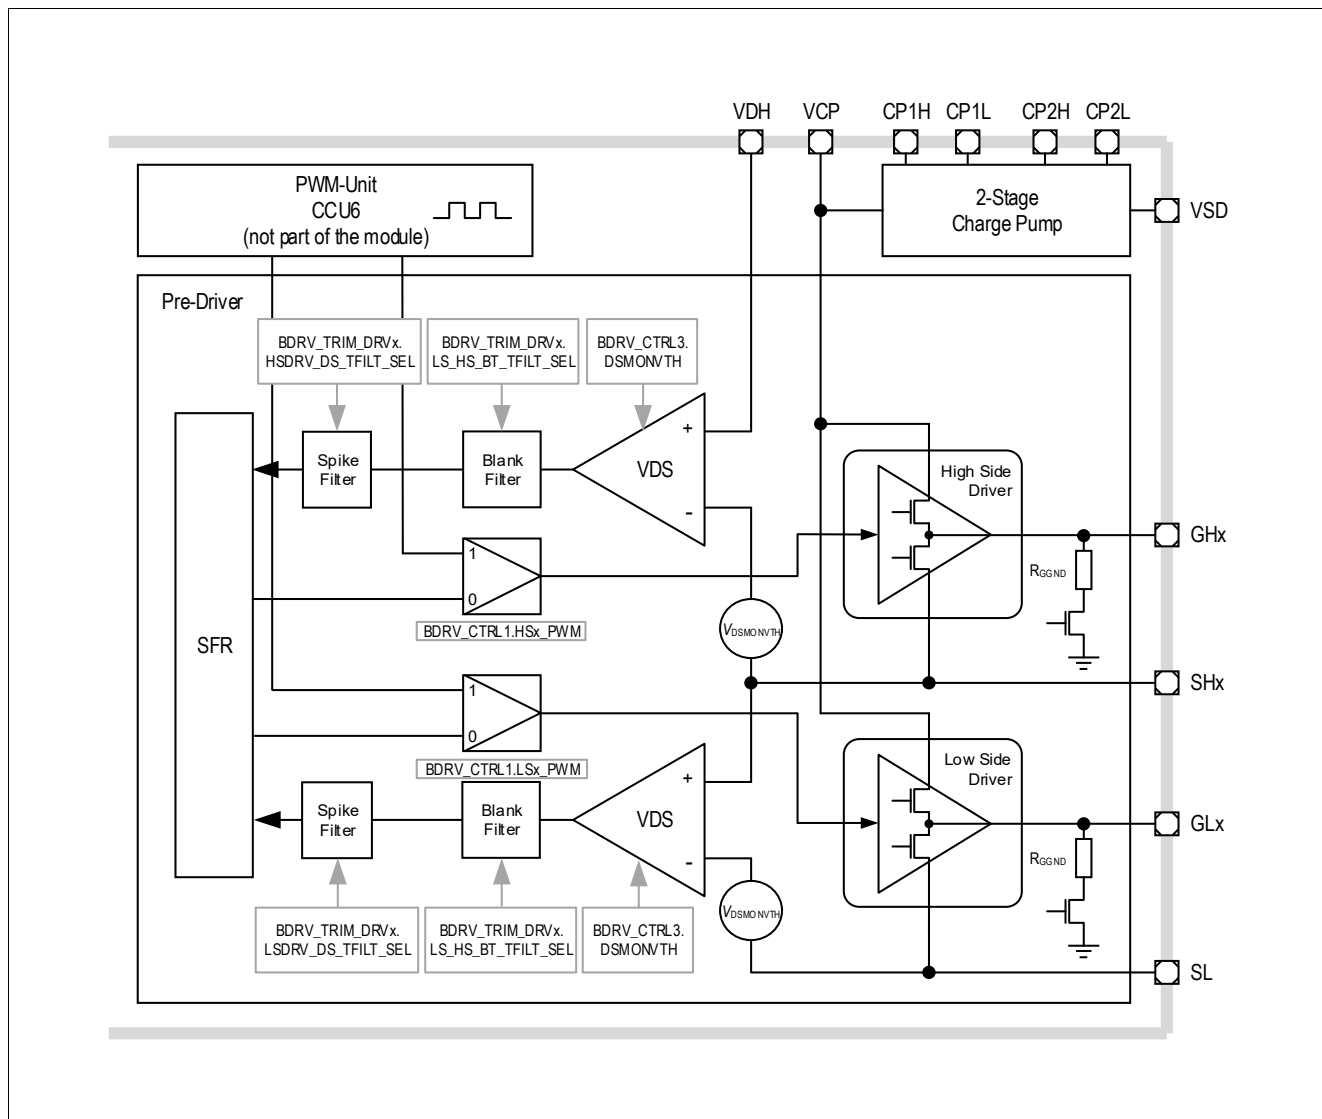 VDH
VCP
CP1H
CP1L
CP2H
CP2L
PWM-Unit
CCU6
(not part of the module)
2-Stage
Charge Pump
VSD
Pre-Driver
BDRV_TRIM_DRVx.
HSDRV_DS_TFILT_SEL
BDRV_TRIM_DRVx.
LS_HS_BT_TFILT_SEL
BDRV_CTRL3.
DSMONVTH
Spike
Filter
Blank
Filter
VDS
+
-
High Side
Driver
GHx
RGGND
1
0
BDRV_CTRL1.HSx_PWM
VDSMONVTH
SFR
SHx
1
0
BDRV_CTRL1.LSx_PWM
Low Side
Driver
Spike
Filter
Blank
Filter
VDS
+
-
GLx
RGGND
VDSMONVTH
BDRV_TRIM_DRVx.
LSDRV_DS_TFILT_SEL
BDRV_TRIM_DRVx.
LS_HS_BT_TFILT_SEL
BDRV_CTRL3.
DSMONVTH
SL